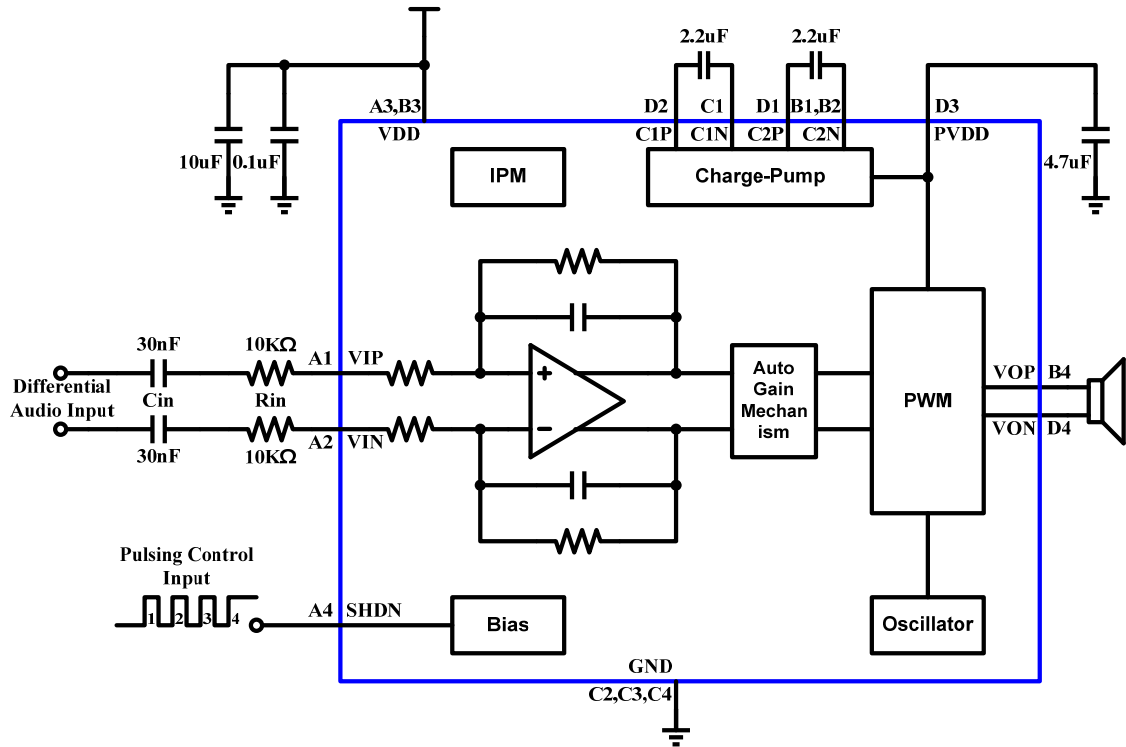 2.2uF
2.2uF
A3,B3
D2
C1
D1
B1,B2
D3
VDD
C1P
C1N
C2P
C2N
PVDD
10uF
0.1uF
IPM
Charge-Pump
4.7uF
30nF
10KΩ
A1
VIP
Differential
Audio Input
Cin
Rin
+
Auto
Gain
Mechan
ism
PWM
VOP
B4
A2
VIN
−
VON
D4
30nF
10KΩ
Pulsing Control
Input
1
2
3
4
A4
SHDN
Bias
Oscillator
GND
C2,C3,C4